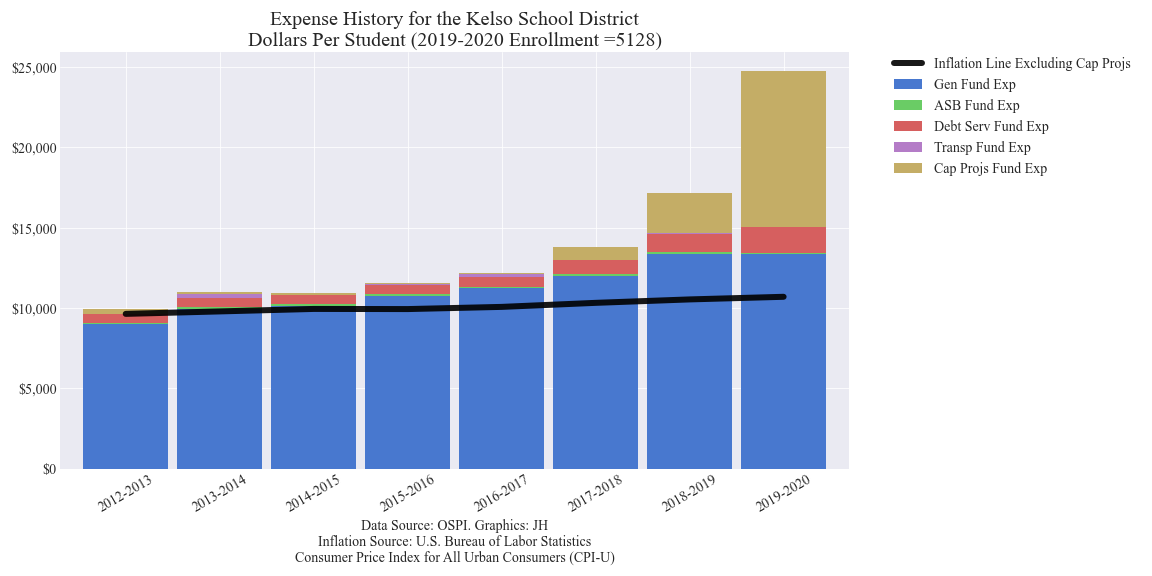 Expense History for the Kelso School District
Dollars Per Student (2019-2020 Enrollment =5128)
$25,000
$20,000
$15,000
$10,000
$5,000
$0
2012-2013
2013-2014
2014-2015
2015-2016
2016-2017
2017-2018
2018-2019
2019-2020
Inflation Line Excluding Cap Projs
Gen Fund Exp
ASB Fund Exp
Debt Serv Fund Exp
Transp Fund Exp
Cap Projs Fund Exp
Data Source: OSPI. Graphics: JH
Inflation Source: U.S. Bureau of Labor Statistics
Consumer Price Index for All Urban Consumers (CPI-U)